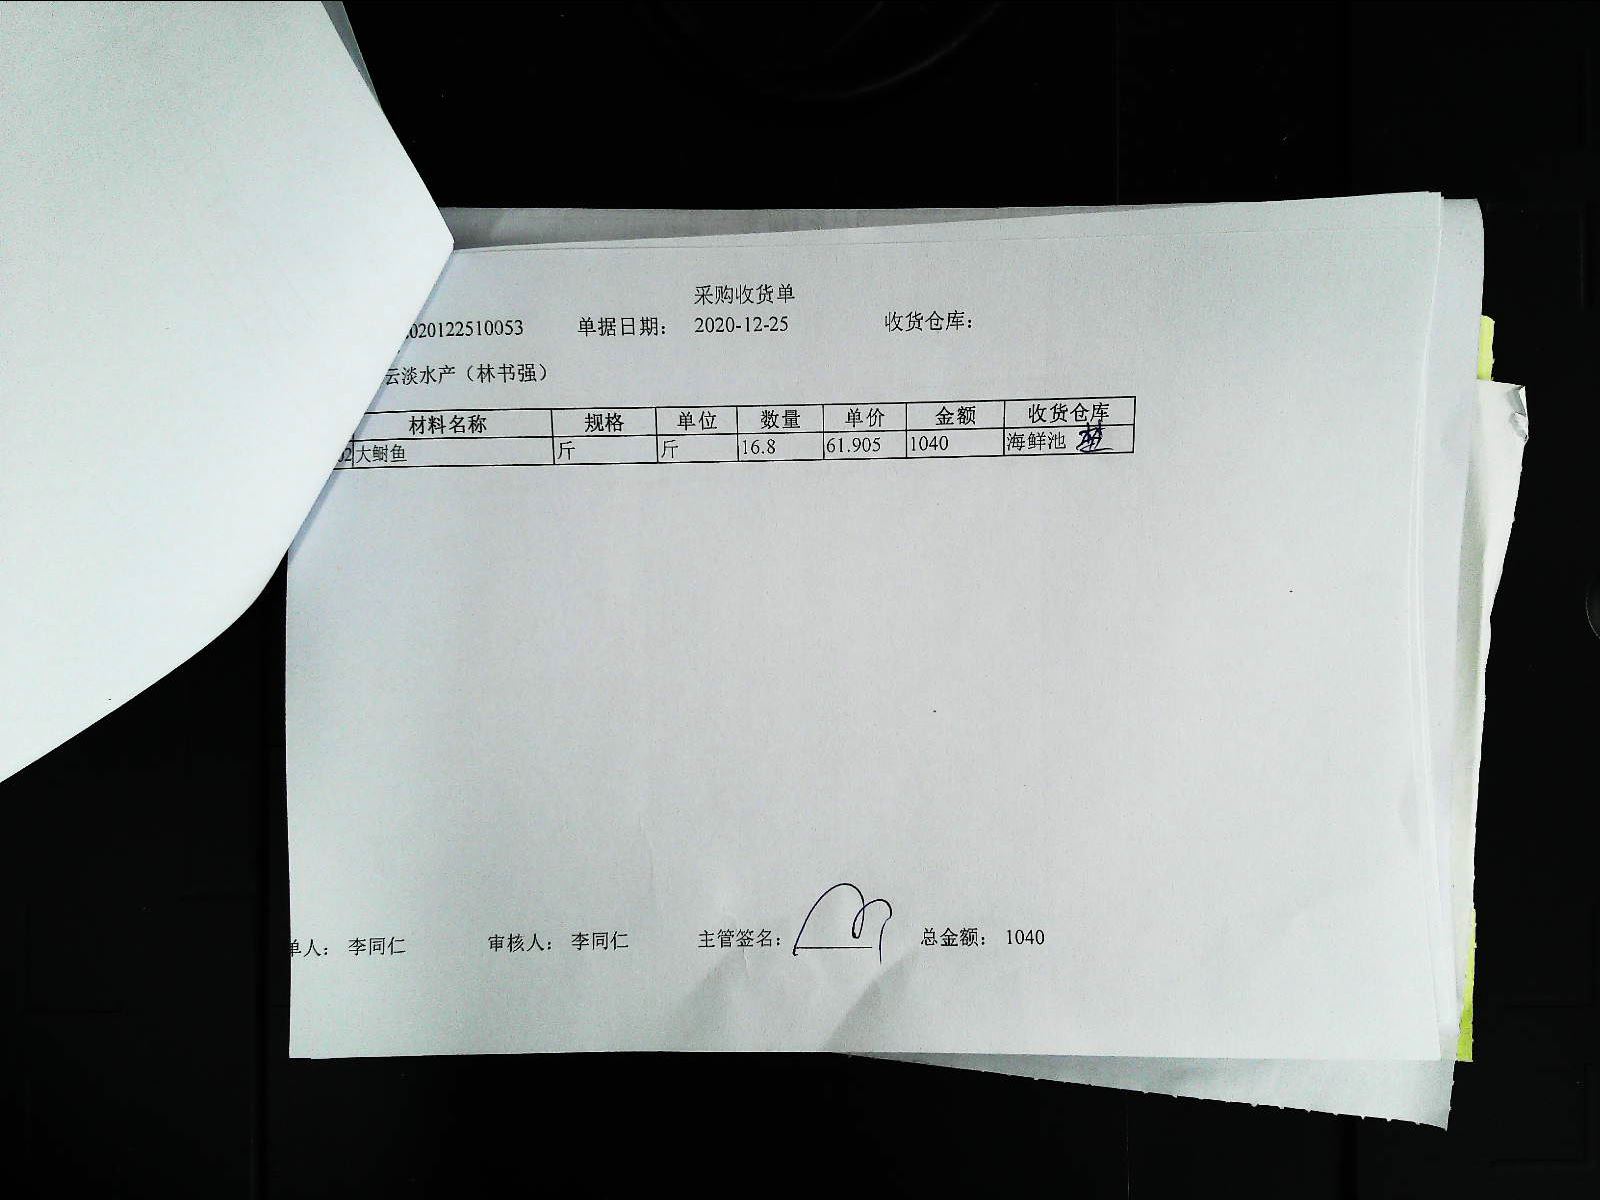 采购收货单
020122510053 单据日期： 2020-12-25 收货仓库：
云淡水产（林书强）
材料名称 规格 单位 数量 单价 金额 收货仓库
02 大鲥鱼 斤 斤 16.8 61.905 1040 海鲜池
单人： 李同仁 审核人： 李同仁 主管签名： 总金额： 1040